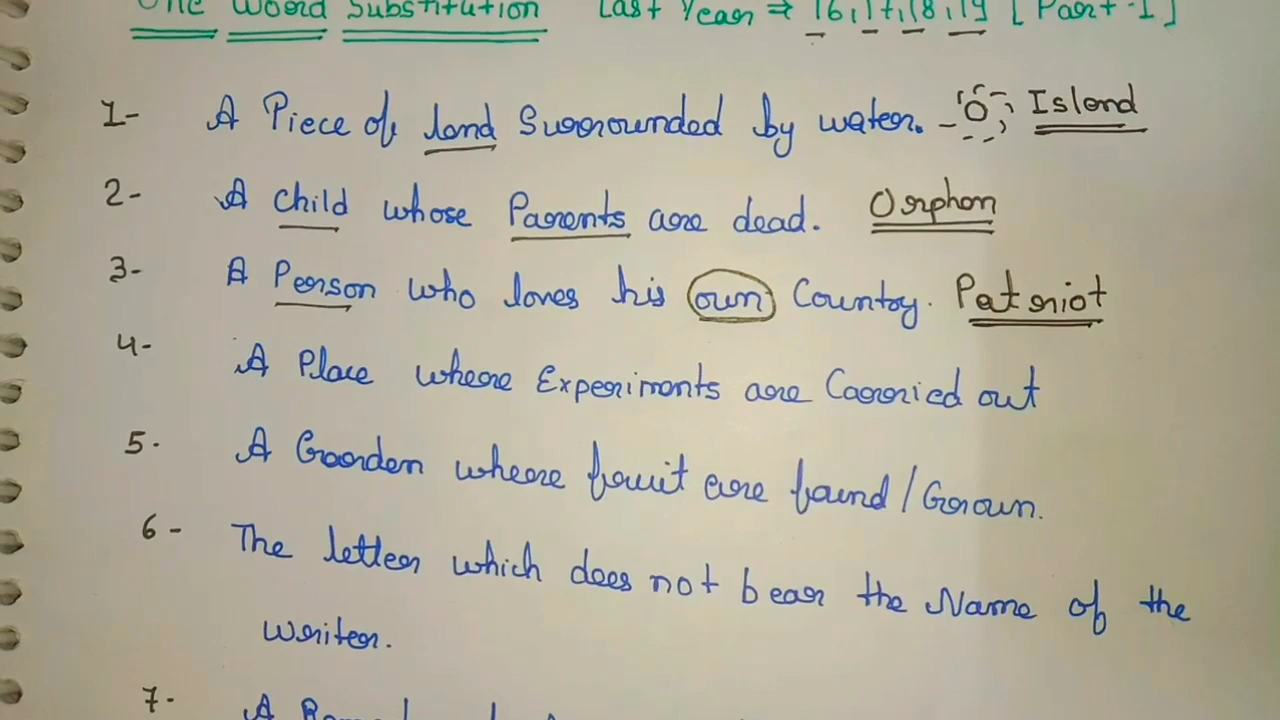 One Word Substitution Last Year ⇒ 16,17,18,19 [Part-1]
1- A Piece of land Surrounded by water. - Island
2- A child whose Parents are dead. Orphan
3- A Person who loves his own Country. Patriot
4- A Place where Experiments are Carried out
5. A Garden where fruit are found/Grown.
6- The letter which does not bear the Name of the
writer.
7- A